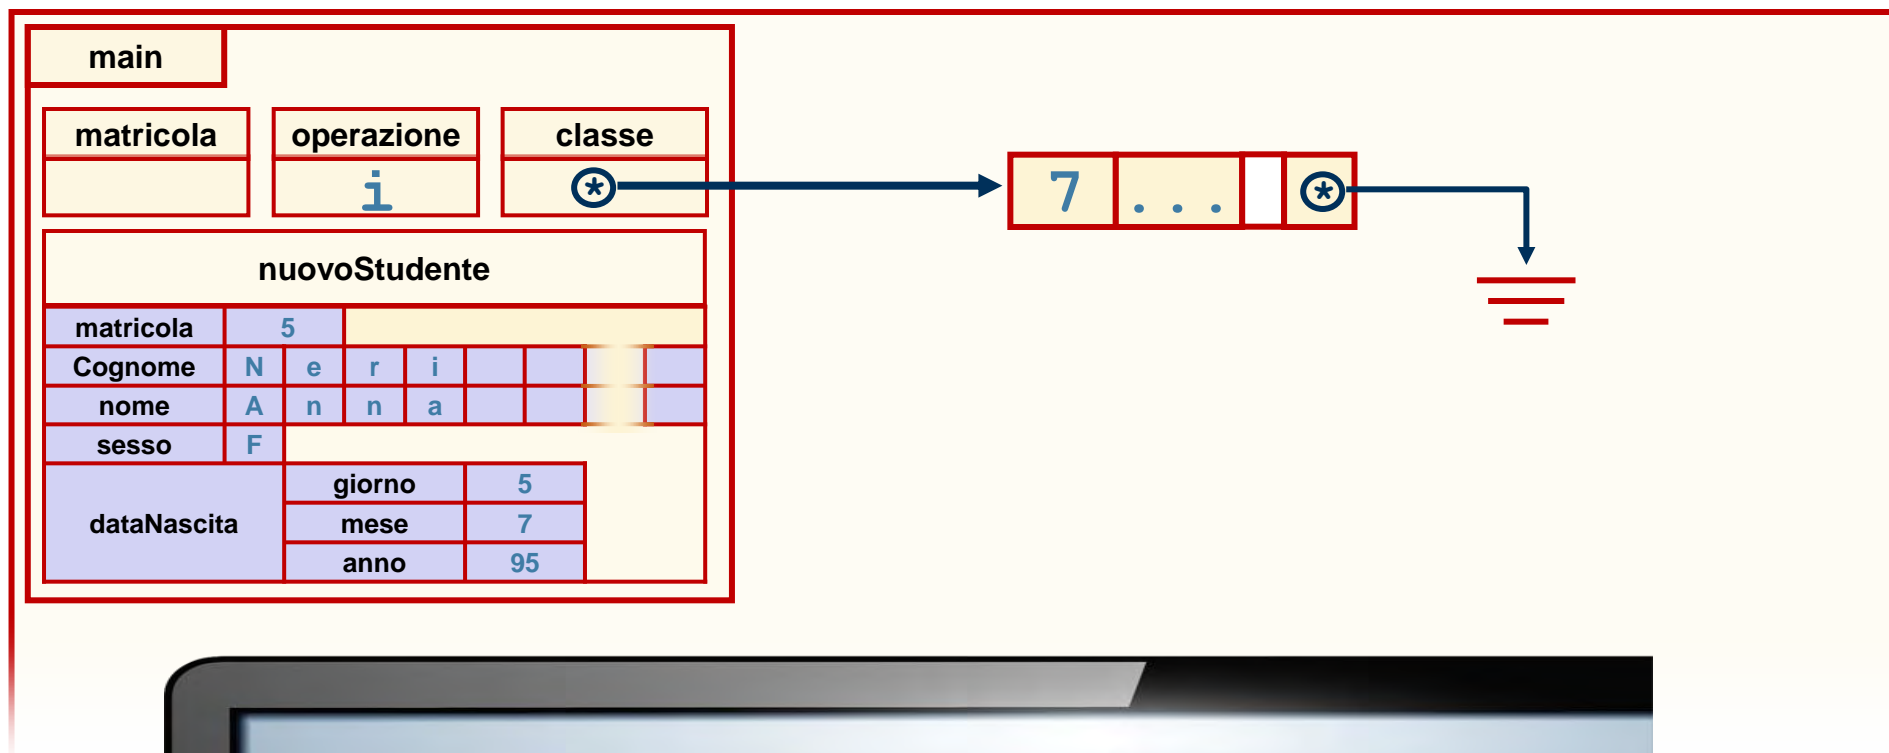 main
matricola operazione classe
i * 7 . . . *
nuovoStudente
matricola 5
Cognome N e r i
nome A n n a
sesso F
giorno 5
dataNascita mese 7
anno 95